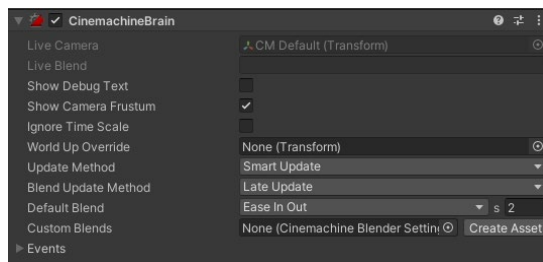 CinemachineBrain
Live Camera CM Default (Transform)
Live Blend
Show Debug Text
Show Camera Frustum
Ignore Time Scale
World Up Override None (Transform)
Update Method Smart Update
Blend Update Method Late Update
Default Blend Ease In Out s 2
Custom Blends None (Cinemachine Blender Settin Create Asset
Events